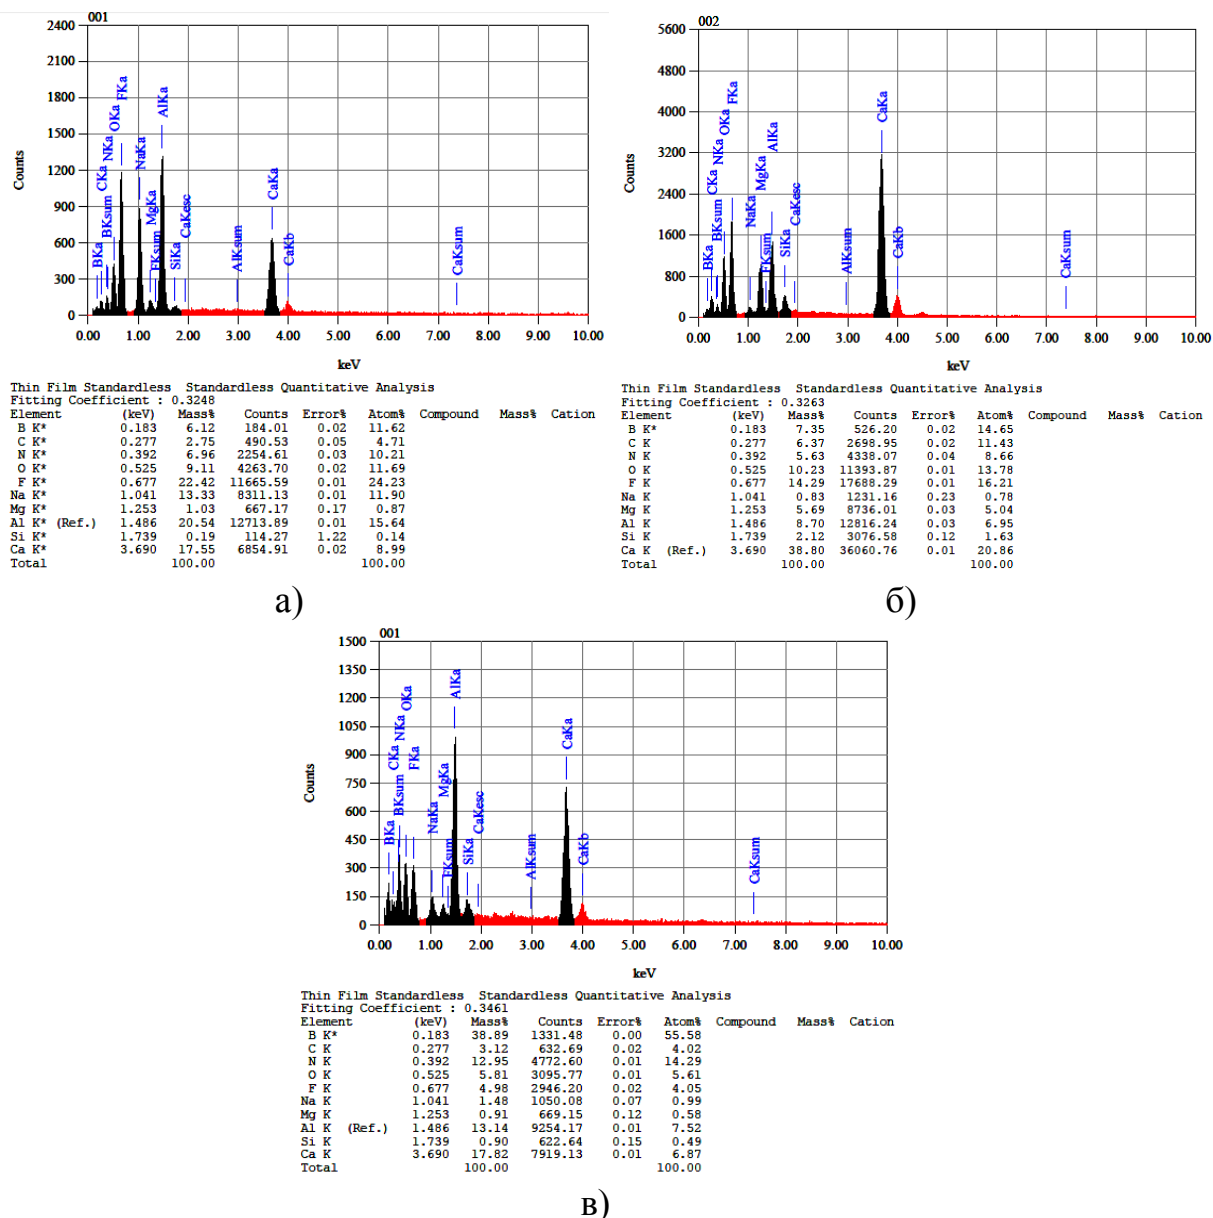 001
2400
2100
1800
1500
1200
900
600
300
0
Counts
BKa
CKa
BKsum
NKa
OKa
FKa
NaKa
MgKa
FKsum
AlKa
SiKa
CaKesc
AlKsum
CaKa
CaKb
CaKsum
0.00 1.00 2.00 3.00 4.00 5.00 6.00 7.00 8.00 9.00 10.00
keV
Thin Film Standardless Standardless Quantitative Analysis
Fitting Coefficient : 0.3248
Element (keV) Mass% Counts Error% Atom% Compound Mass% Cation
B K* 0.183 6.12 184.01 0.02 11.62
C K* 0.277 2.75 490.53 0.05 4.71
N K* 0.392 6.96 2254.61 0.03 10.21
O K* 0.525 9.11 4263.70 0.02 11.69
F K* 0.677 22.42 11665.59 0.01 24.23
Na K* 1.041 13.33 8311.13 0.01 11.90
Mg K* 1.253 1.03 667.17 0.17 0.87
Al K* (Ref.) 1.486 20.54 12713.89 0.01 15.64
Si K* 1.739 0.19 114.27 1.22 0.14
Ca K* 3.690 17.55 6854.91 0.02 8.99
Total 100.00 100.00
а)
002
5600
4800
4000
3200
2400
1600
800
0
Counts
BKa
CKa
BKsum
NKa
OKa
FKa
NaKa
MgKa
FKsum
AlKa
SiKa
CaKesc
AlKsum
CaKa
CaKb
CaKsum
0.00 1.00 2.00 3.00 4.00 5.00 6.00 7.00 8.00 9.00 10.00
keV
Thin Film Standardless Standardless Quantitative Analysis
Fitting Coefficient : 0.3263
Element (keV) Mass% Counts Error% Atom% Compound Mass% Cation
B K* 0.183 7.35 526.20 0.02 14.65
C K 0.277 6.37 2698.95 0.02 11.43
N K 0.392 5.63 4338.07 0.04 8.66
O K 0.525 10.23 11393.87 0.01 13.78
F K 0.677 14.29 17688.29 0.01 16.21
Na K 1.041 0.83 1231.16 0.23 0.78
Mg K 1.253 5.69 8736.01 0.03 5.04
Al K 1.486 8.70 12816.24 0.03 6.95
Si K 1.739 2.12 3076.58 0.12 1.63
Ca K (Ref.) 3.690 38.80 36060.76 0.01 20.86
Total 100.00 100.00
б)
001
1500
1350
1200
1050
900
750
600
450
300
150
0
Counts
BKa
CKa
BKsum
NKa
OKa
FKa
NaKa
MgKa
FKsum
AlKa
SiKa
CaKesc
AlKsum
CaKa
CaKb
CaKsum
0.00 1.00 2.00 3.00 4.00 5.00 6.00 7.00 8.00 9.00 10.00
keV
Thin Film Standardless Standardless Quantitative Analysis
Fitting Coefficient : 0.3461
Element (keV) Mass% Counts Error% Atom% Compound Mass% Cation
B K* 0.183 38.89 1331.48 0.00 55.58
C K 0.277 3.12 632.69 0.02 4.02
N K 0.392 12.95 4772.60 0.01 14.29
O K 0.525 5.81 3095.77 0.01 5.61
F K 0.677 4.98 2946.20 0.02 4.05
Na K 1.041 1.48 1050.08 0.07 0.99
Mg K 1.253 0.91 669.15 0.12 0.58
Al K (Ref.) 1.486 13.14 9254.17 0.01 7.52
Si K 1.739 0.90 622.64 0.15 0.49
Ca K 3.690 17.82 7919.13 0.01 6.87
Total 100.00 100.00
в)